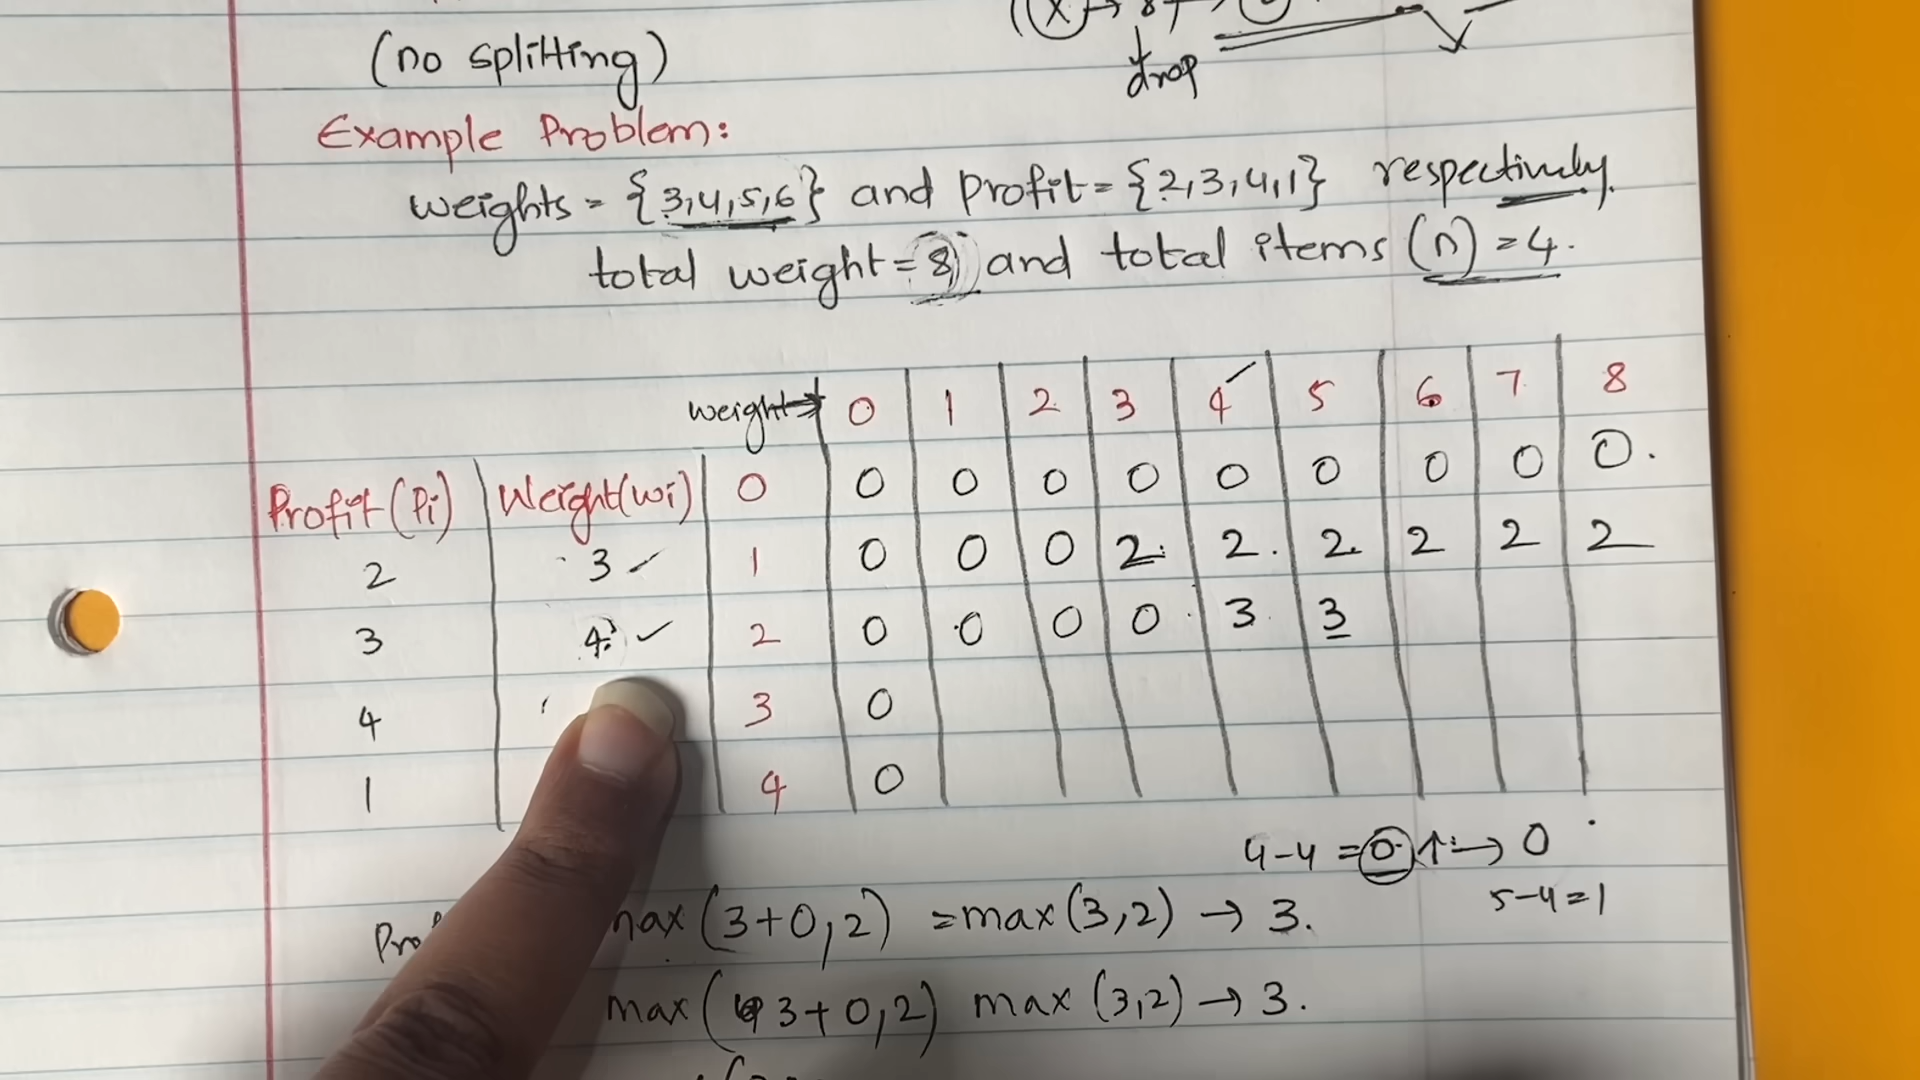 (no splitting)
drop
Example Problem:
weights = {3,4,5,6} and Profit = {2,3,4,1} respectively
total weight = 8 and total items (n) = 4.
weight→ 0 1 2 3 4 5 6 7 8
Profit (Pi) Weight(wi) 0 0 0 0 0 0 0 0 0 0.
2 3 ✓ 1 0 0 0 2. 2. 2. 2 2 2
3 4 ✓ 2 0 0 0 0 3 3
4 3 0
1 4 0
4-4 = 0 ↑ → 0
5-4=1
max (3+0,2) = max(3,2) → 3.
max (3+0,2) max (3,2) → 3.